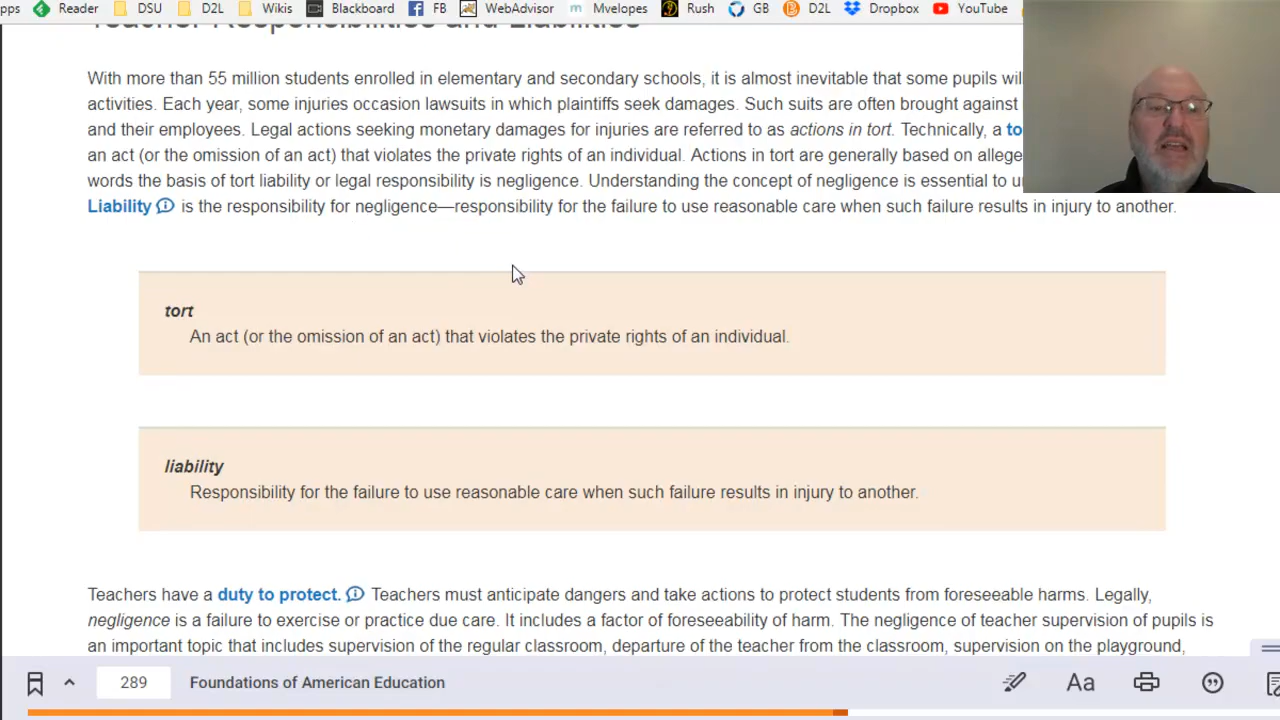 pps Reader DSU D2L Wikis Blackboard FB WebAdvisor m Mvelopes Rush GB D2L Dropbox YouTube
Teacher Responsibilities and Liabilities
With more than 55 million students enrolled in elementary and secondary schools, it is almost inevitable that some pupils wil
activities. Each year, some injuries occasion lawsuits in which plaintiffs seek damages. Such suits are often brought against
and their employees. Legal actions seeking monetary damages for injuries are referred to as actions in tort. Technically, a to
an act (or the omission of an act) that violates the private rights of an individual. Actions in tort are generally based on allege
words the basis of tort liability or legal responsibility is negligence. Understanding the concept of negligence is essential to u
Liability is the responsibility for negligence—responsibility for the failure to use reasonable care when such failure results in injury to another.
tort
An act (or the omission of an act) that violates the private rights of an individual.
liability
Responsibility for the failure to use reasonable care when such failure results in injury to another.
Teachers have a duty to protect. Teachers must anticipate dangers and take actions to protect students from foreseeable harms. Legally,
negligence is a failure to exercise or practice due care. It includes a factor of foreseeability of harm. The negligence of teacher supervision of pupils is
an important topic that includes supervision of the regular classroom, departure of the teacher from the classroom, supervision on the playground,
289 Foundations of American Education Aa